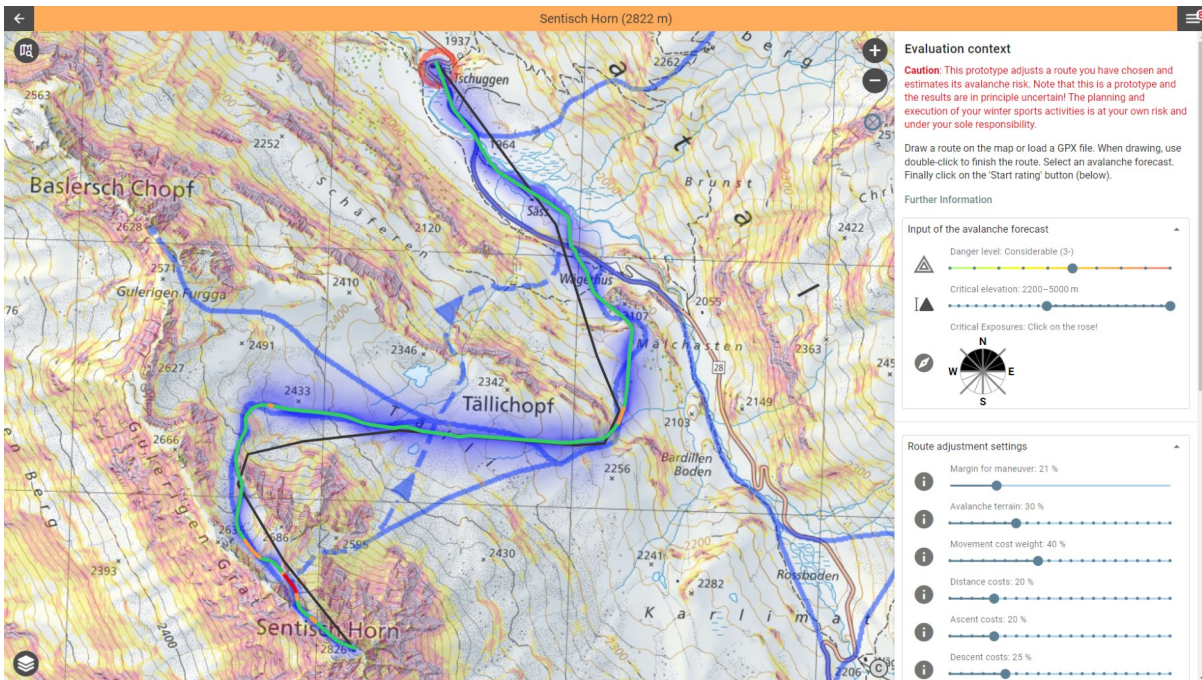 Sentisch Horn (2822 m)
1937
Tschuggen
2262
b e r g
2563
2252
1964
Baslersch Chopf
2628
S c h ä f e r e n
2120
Säss
B r u n s t
C h r i
2422
2571
Gulerigen Furgga
2410
Wägerhus
2055
2107
M ä l c h a s t e n
2363
76
2491
2346
2400
28
2627
2433
2342
Tällichopf
2149
2103
T ä l l i
2666
2256
Bardillen
Boden
2300
G u l e r i g e n
G r a t
B e r g
2686
2595
2430
2200
2241
2282
Rossboden
2393
2400
K a r l i m a t
Sentisch Horn
2826
2206
C
Evaluation context
Caution: This prototype adjusts a route you have chosen and
estimates its avalanche risk. Note that this is a prototype and
the results are in principle uncertain! The planning and
execution of your winter sports activities is at your own risk and
under your sole responsibility.
Draw a route on the map or load a GPX file. When drawing, use
double-click to finish the route. Select an avalanche forecast.
Finally click on the 'Start rating' button (below).
Further Information
Input of the avalanche forecast
Danger level: Considerable (3-)
Critical elevation: 2200–5000 m
Critical Exposures: Click on the rose!
N
W E
S
Route adjustment settings
Margin for maneuver: 21 %
Avalanche terrain: 30 %
Movement cost weight: 40 %
Distance costs: 20 %
Ascent costs: 20 %
Descent costs: 25 %